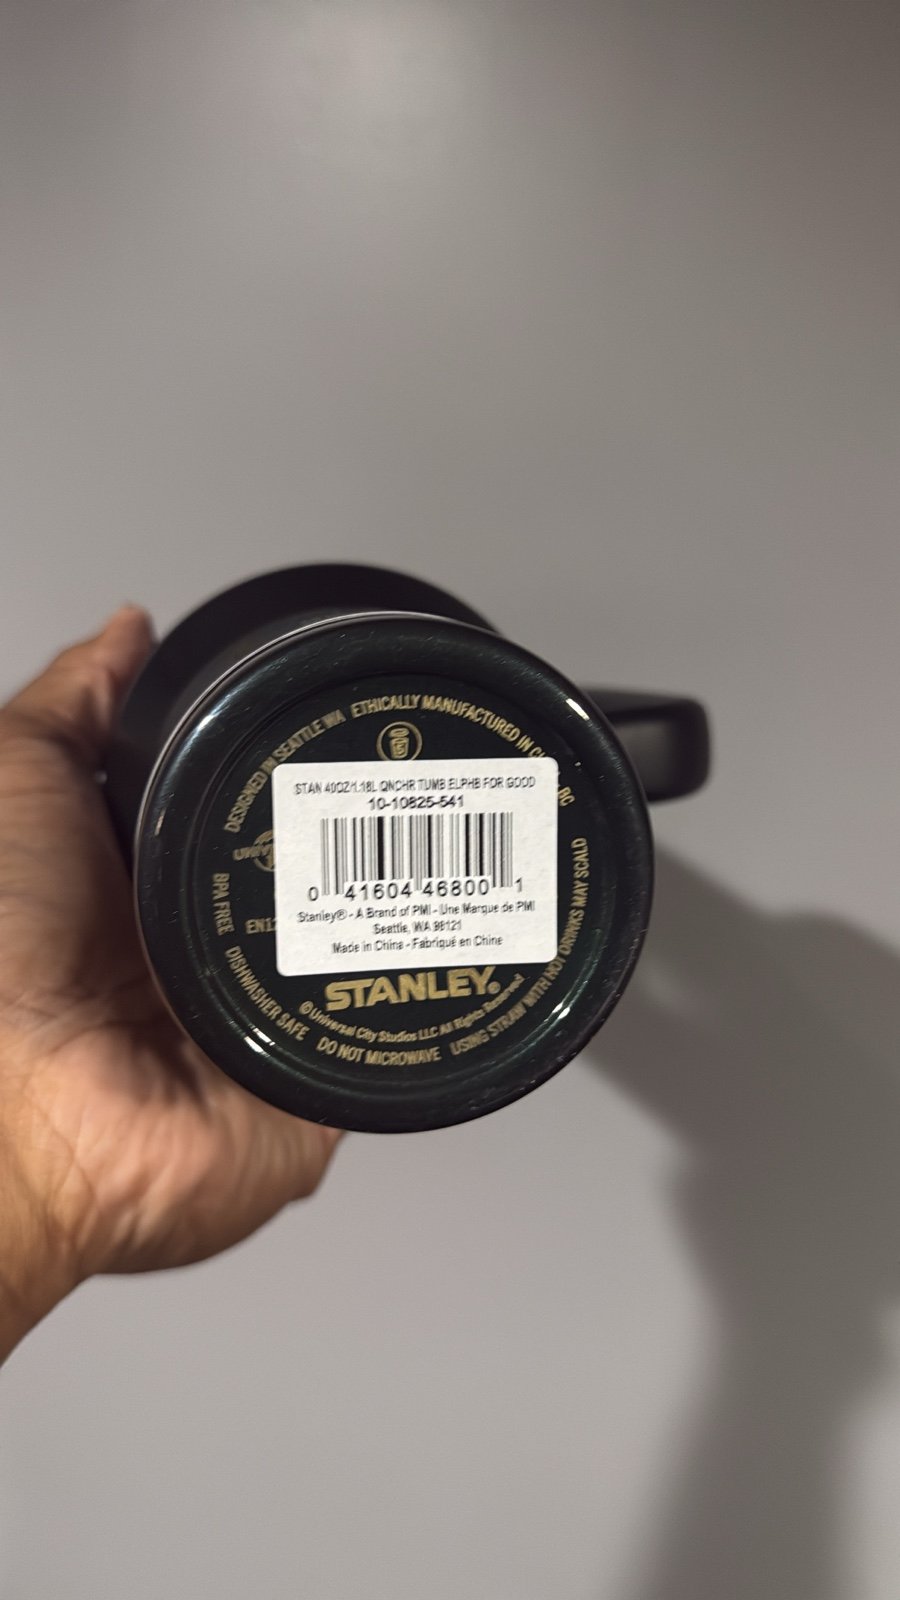 DESIGNED IN SEATTLE WA ETHICALLY MANUFACTURED IN
BC
STAN 40OZ/1.18L QNCHR TUMB ELPHB FOR GOOD
10-10825-541
0 41604 46800 1
Stanley® - A Brand of PMI - Une Marque de PMI
Seattle, WA 98121
Made in China - Fabriqué en Chine
STANLEY®
© Universal City Studios LLC All Rights Reserved
BPA FREE DISHWASHER SAFE DO NOT MICROWAVE USING STRAW WITH HOT DRINKS MAY SCALD